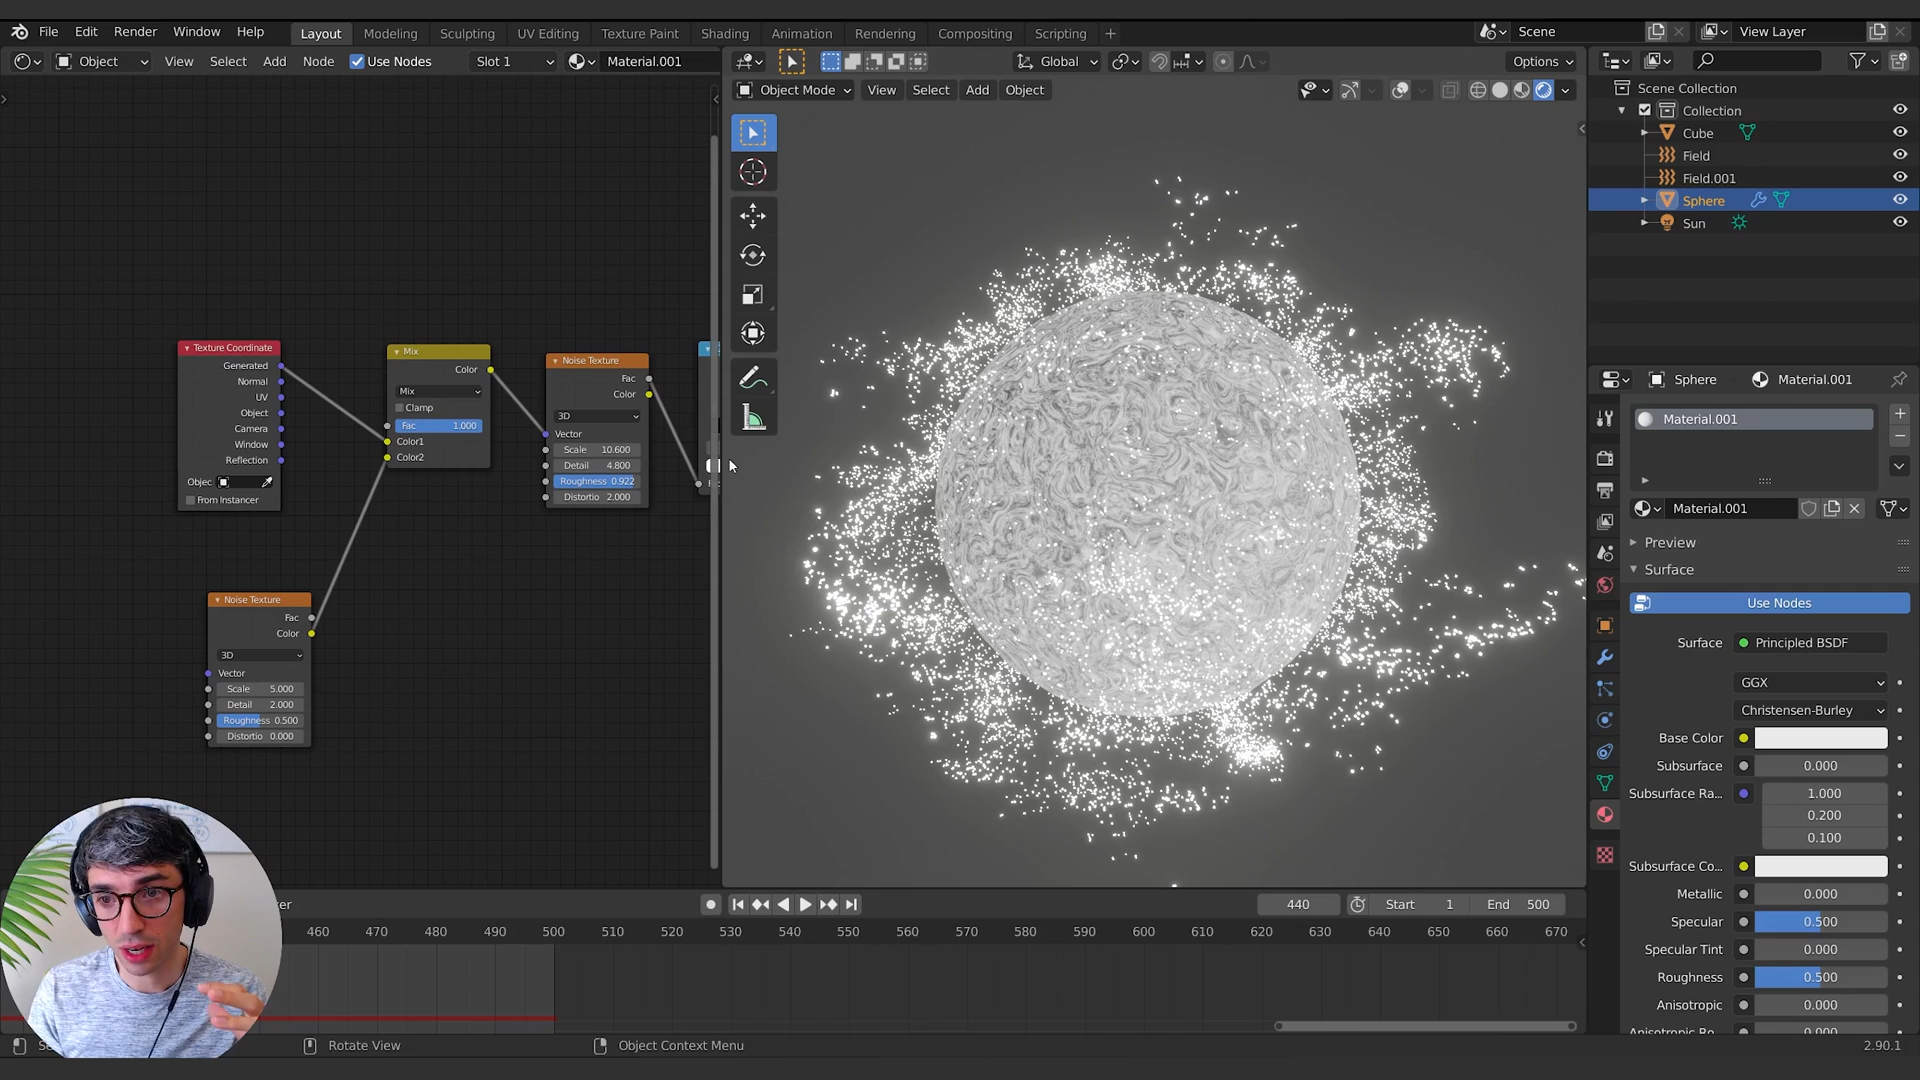 File Edit Render Window Help Layout Modeling Sculpting UV Editing Texture Paint Shading Animation Rendering Compositing Scripting + Scene View Layer
Object View Select Add Node Use Nodes Slot 1 Material.001 Global Options
Object Mode View Select Add Object
Scene Collection
Collection
Cube
Field
Field.001
Sphere
Sun
Texture Coordinate
Generated
Normal
UV
Object
Camera
Window
Reflection
Objec
From Instancer
Mix
Color
Mix
Clamp
Fac 1.000
Color1
Color2
Noise Texture
Fac
Color
3D
Vector
Scale 10.600
Detail 4.800
Roughness 0.922
Distortio 2.000
Noise Texture
Fac
Color
3D
Vector
Scale 5.000
Detail 2.000
Roughness 0.500
Distortio 0.000
Sphere Material.001
Material.001
Material.001
Preview
Surface
Use Nodes
Surface Principled BSDF
GGX
Christensen-Burley
Base Color
Subsurface 0.000
Subsurface Ra... 1.000
0.200
0.100
Subsurface Co...
Metallic 0.000
Specular 0.500
Specular Tint 0.000
Roughness 0.500
Anisotropic 0.000
Anisotropic Ro... 0.000
er 440 Start 1 End 500
460 470 480 490 500 510 520 530 540 550 560 570 580 590 600 610 620 630 640 650 660 670
Rotate View Object Context Menu 2.90.1